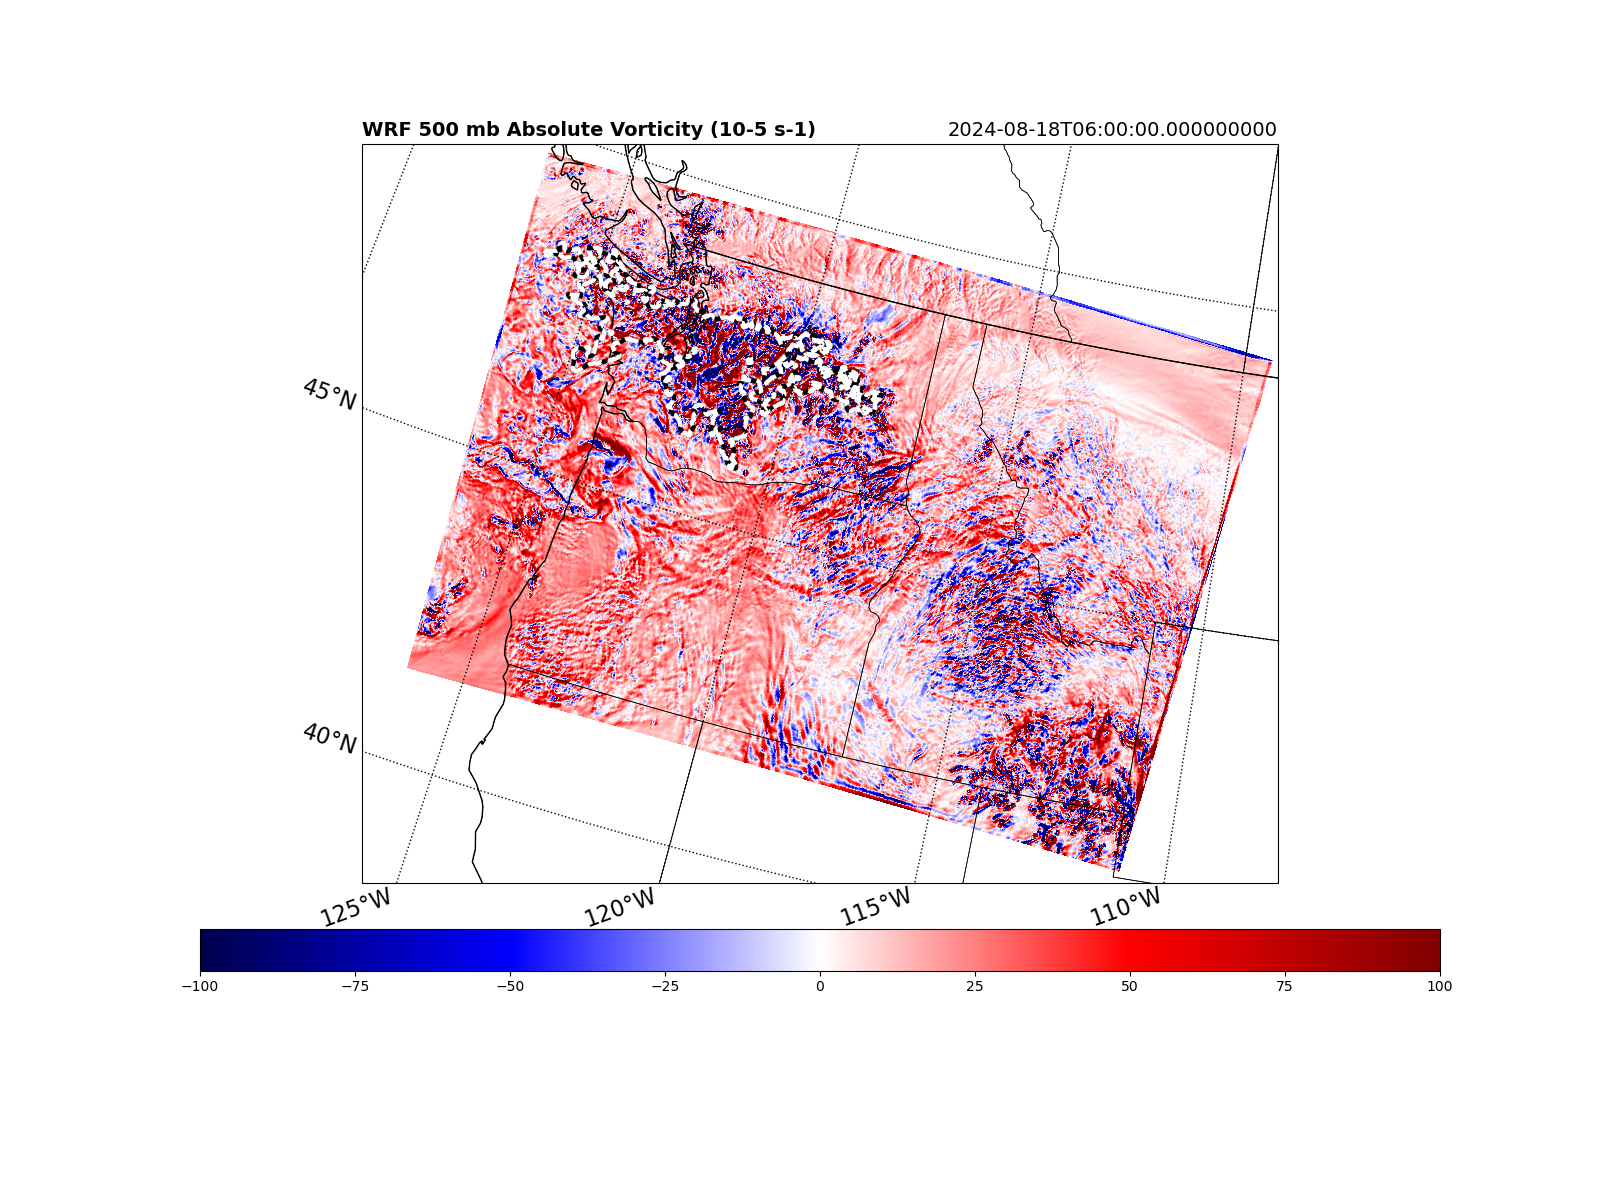 WRF 500 mb Absolute Vorticity (10-5 s-1)
2024-08-18T06:00:00.000000000
45°N
40°N
125°W
120°W
115°W
110°W
−100
−75
−50
−25
0
25
50
75
100